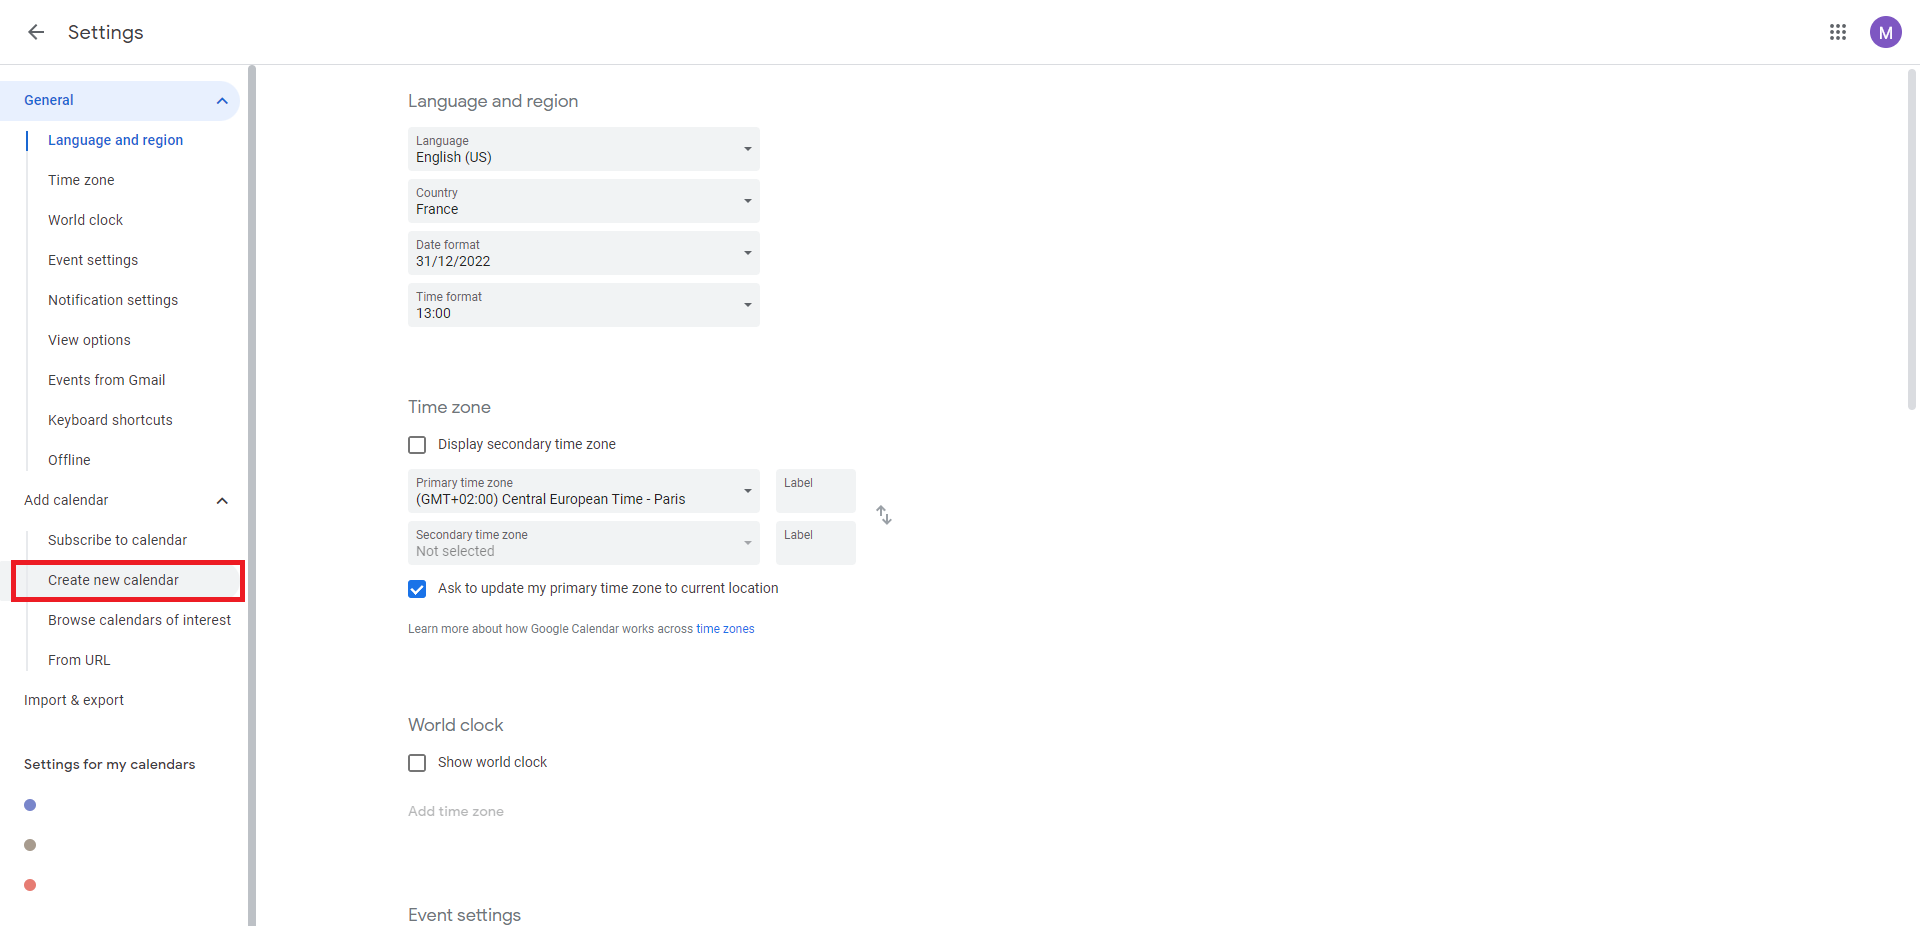 Settings
M
General
Language and region
Time zone
World clock
Event settings
Notification settings
View options
Events from Gmail
Keyboard shortcuts
Offline
Add calendar
Subscribe to calendar
Create new calendar
Browse calendars of interest
From URL
Import & export
Settings for my calendars
Language and region
Language
English (US)
Country
France
Date format
31/12/2022
Time format
13:00
Time zone
Display secondary time zone
Primary time zone
(GMT+02:00) Central European Time - Paris
Label
Secondary time zone
Not selected
Label
Ask to update my primary time zone to current location
Learn more about how Google Calendar works across time zones
World clock
Show world clock
Add time zone
Event settings